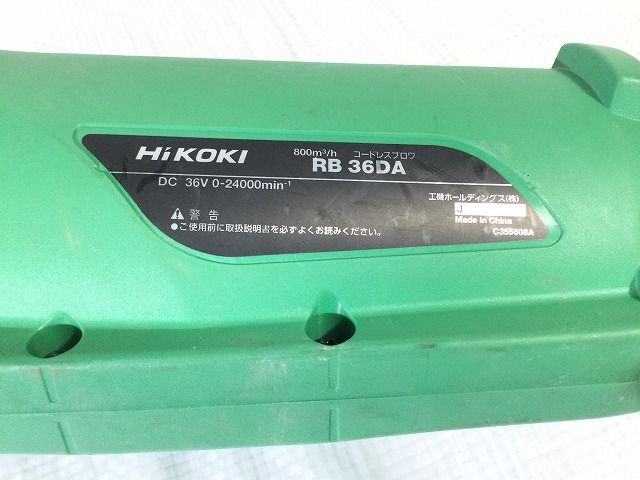 HiKOKI
800m³/h コードレスブロワ
RB 36DA
DC 36V 0-24000min⁻¹
警告
●ご使用前に取扱説明書を必ずよくお読みください。
工機ホールディングス(株)
J
Made in China
C355608A